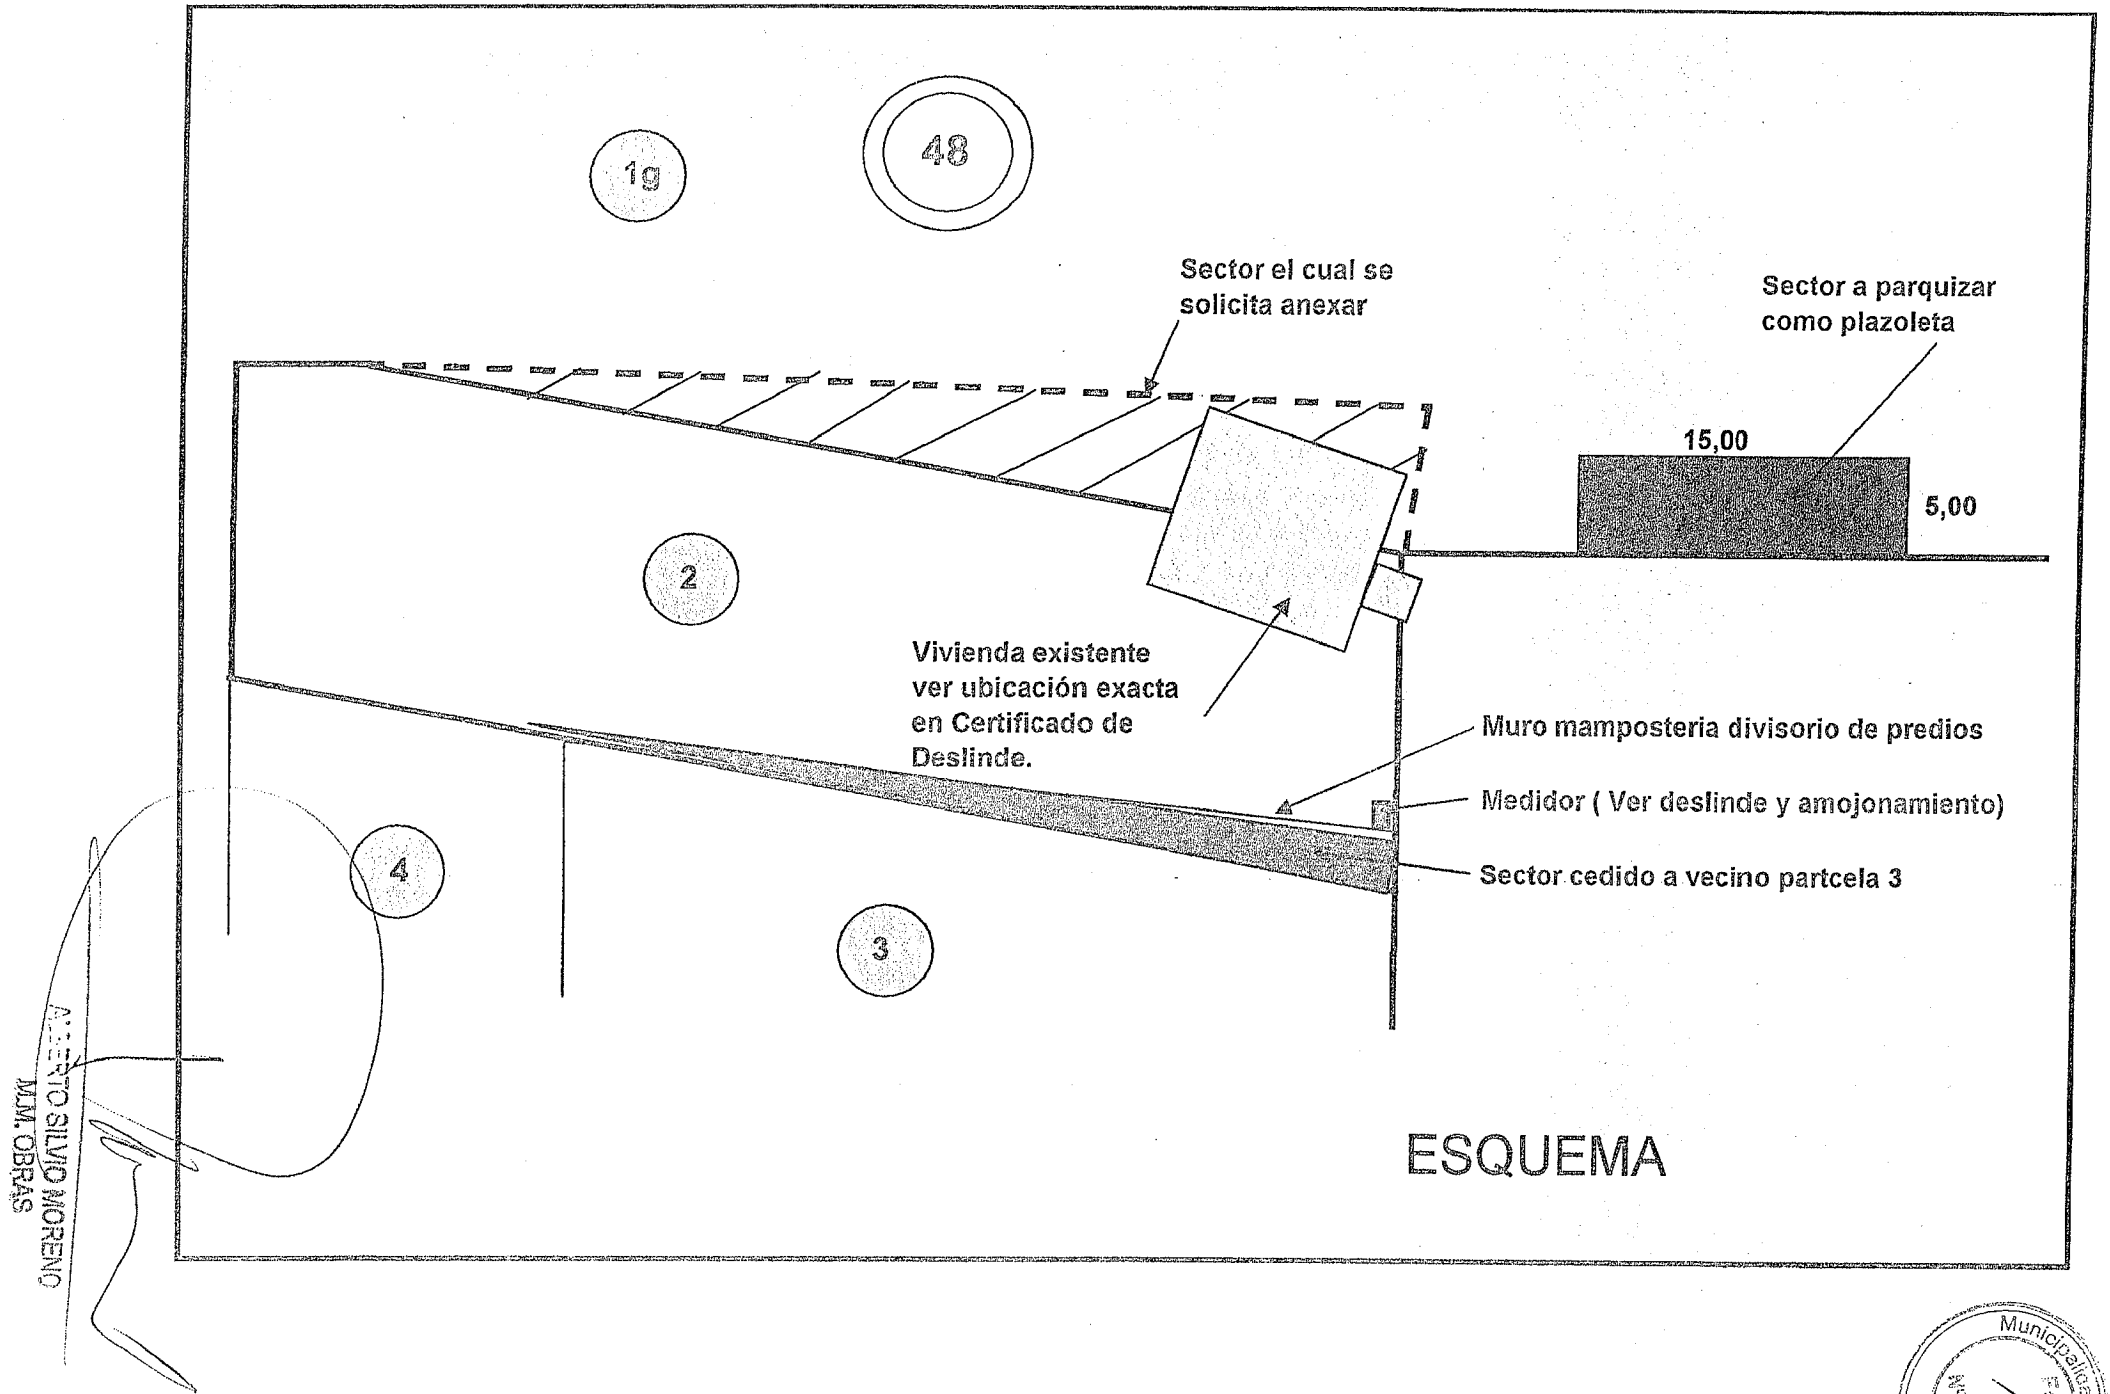 1g
48
Sector el cual se
solicita anexar
Sector a parquizar
como plazoleta
15,00
5,00
2
Vivienda existente
ver ubicación exacta
en Certificado de
Deslinde.
Muro mamposteria divisorio de predios
Medidor ( Ver deslinde y amojonamiento)
Sector cedido a vecino partcela 3
4
3
ESQUEMA
SILVIO MORENO
M.M. OBRAS